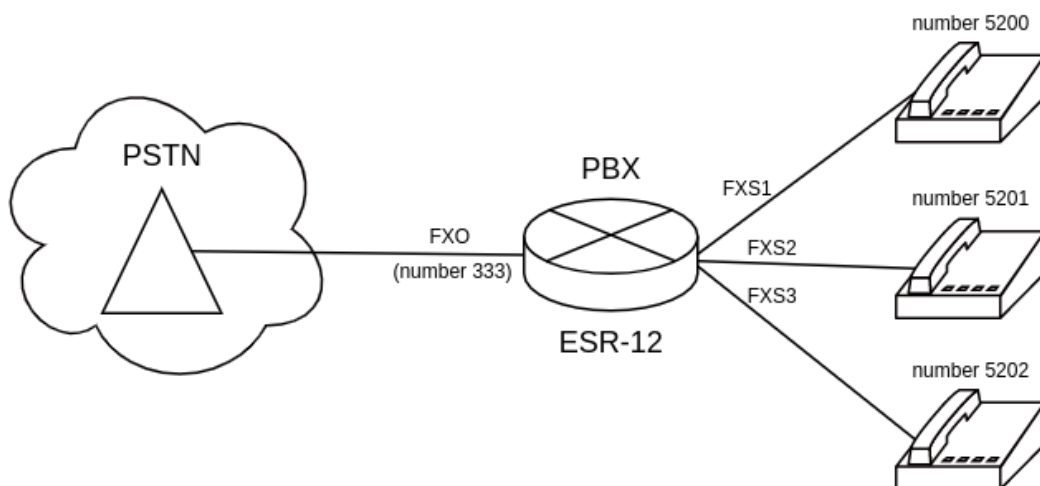 number 5200
PSTN
PBX
FXS1
number 5201
FXO
FXS2
(number 333)
FXS3
ESR-12
number 5202